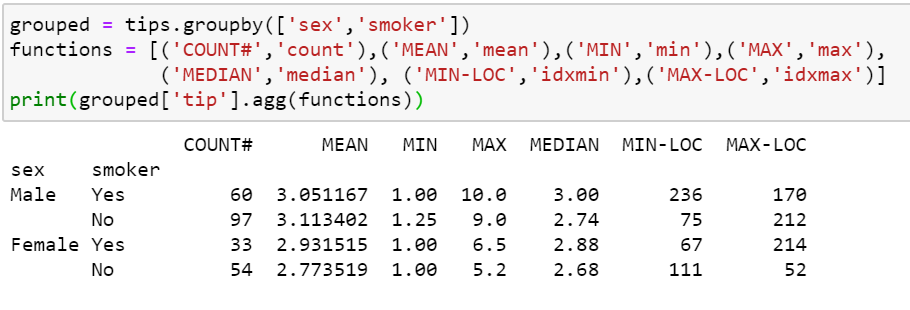 grouped = tips.groupby(['sex','smoker'])
functions = [('COUNT#','count'),('MEAN','mean'),('MIN','min'),('MAX','max'),
             ('MEDIAN','median'), ('MIN-LOC','idxmin'),('MAX-LOC','idxmax')]
print(grouped['tip'].agg(functions))
               COUNT#      MEAN   MIN   MAX  MEDIAN  MIN-LOC  MAX-LOC
sex    smoker
Male   Yes         60  3.051167  1.00  10.0    3.00      236      170
       No          97  3.113402  1.25   9.0    2.74       75      212
Female Yes         33  2.931515  1.00   6.5    2.88       67      214
       No          54  2.773519  1.00   5.2    2.68      111       52